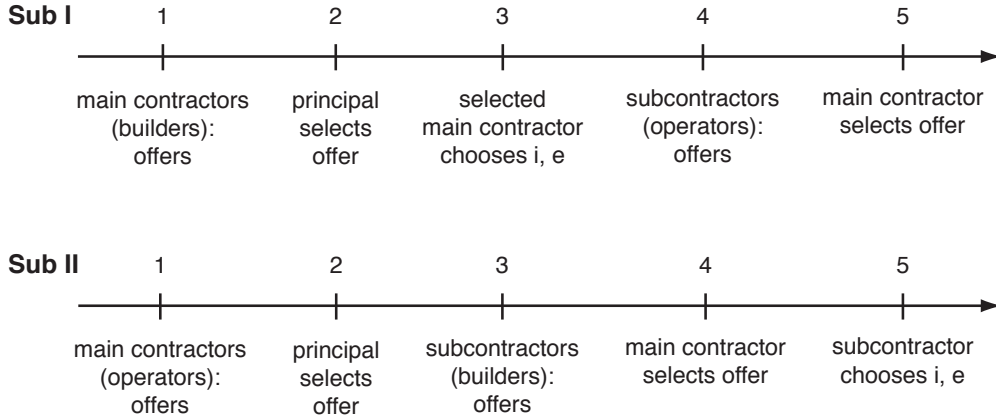 Sub I 1 2 3 4 5
main contractors principal selected subcontractors main contractor
(builders): selects main contractor (operators): selects offer
offers offer chooses i, e offers
Sub II 1 2 3 4 5
main contractors principal subcontractors main contractor subcontractor
(operators): selects (builders): selects offer chooses i, e
offers offer offers